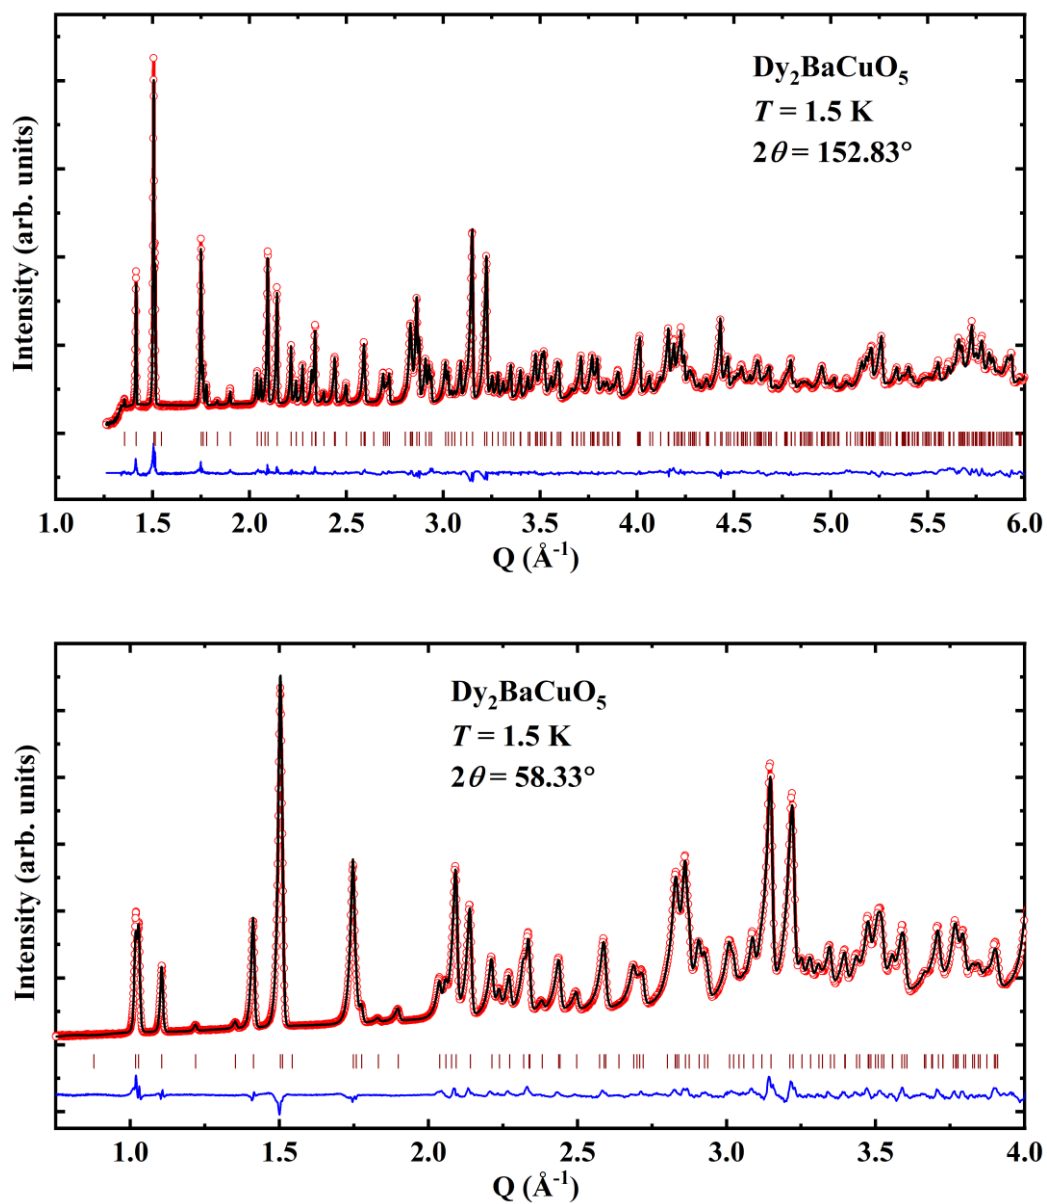 Dy₂BaCuO₅
T = 1.5 K
2θ = 152.83°
Intensity (arb. units)
1.0 1.5 2.0 2.5 3.0 3.5 4.0 4.5 5.0 5.5 6.0
Q (Å⁻¹)
Dy₂BaCuO₅
T = 1.5 K
2θ = 58.33°
Intensity (arb. units)
1.0 1.5 2.0 2.5 3.0 3.5 4.0
Q (Å⁻¹)